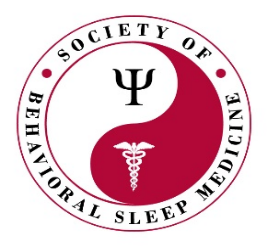 SOCIETY OF
BEHAVIORAL SLEEP MEDICINE
Ψ